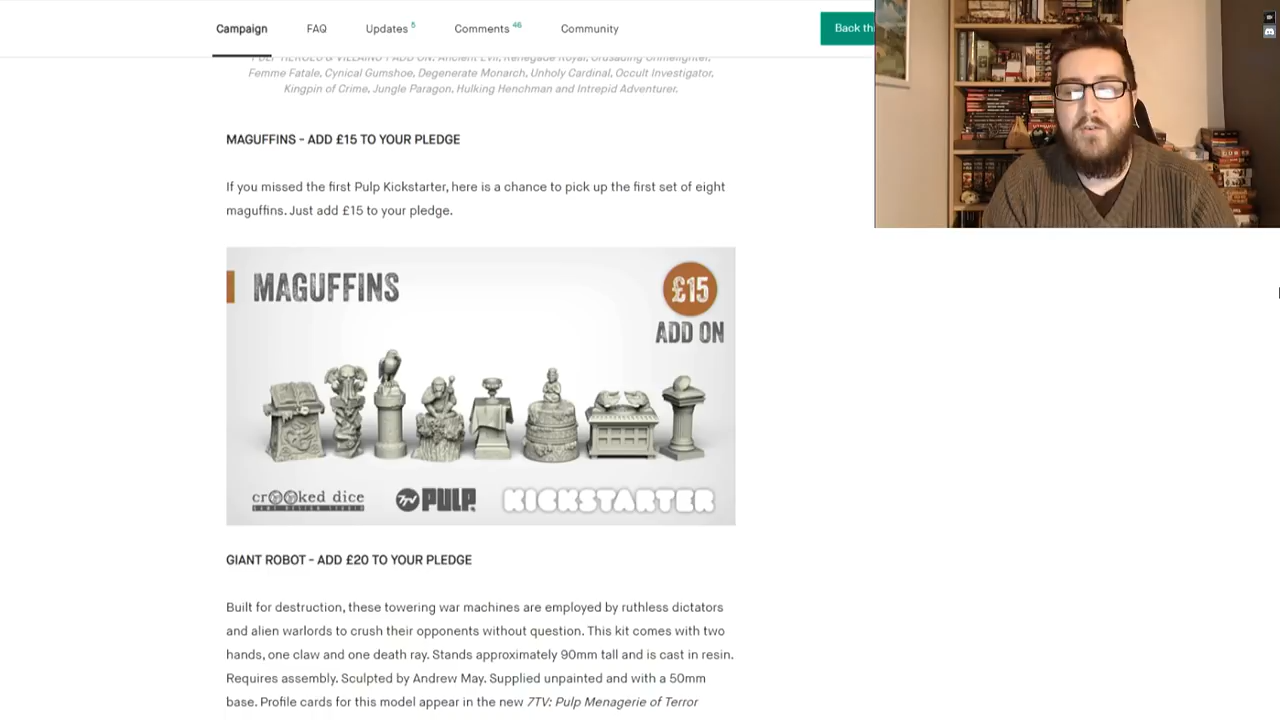 Campaign FAQ Updates 5 Comments 46 Community Back thi
PULP HEROES & VILLAINS 1 ADD ON: Ancient Evil, Renegade Royal, Crusading Gunfighter,
Femme Fatale, Cynical Gumshoe, Degenerate Monarch, Unholy Cardinal, Occult Investigator,
Kingpin of Crime, Jungle Paragon, Hulking Henchman and Intrepid Adventurer.
MAGUFFINS - ADD £15 TO YOUR PLEDGE
If you missed the first Pulp Kickstarter, here is a chance to pick up the first set of eight
maguffins. Just add £15 to your pledge.
MAGUFFINS
£15
ADD ON
crooked dice
GAME DESIGN STUDIO
7TV PULP
KICKSTARTER
GIANT ROBOT - ADD £20 TO YOUR PLEDGE
Built for destruction, these towering war machines are employed by ruthless dictators
and alien warlords to crush their opponents without question. This kit comes with two
hands, one claw and one death ray. Stands approximately 90mm tall and is cast in resin.
Requires assembly. Sculpted by Andrew May. Supplied unpainted and with a 50mm
base. Profile cards for this model appear in the new 7TV: Pulp Menagerie of Terror